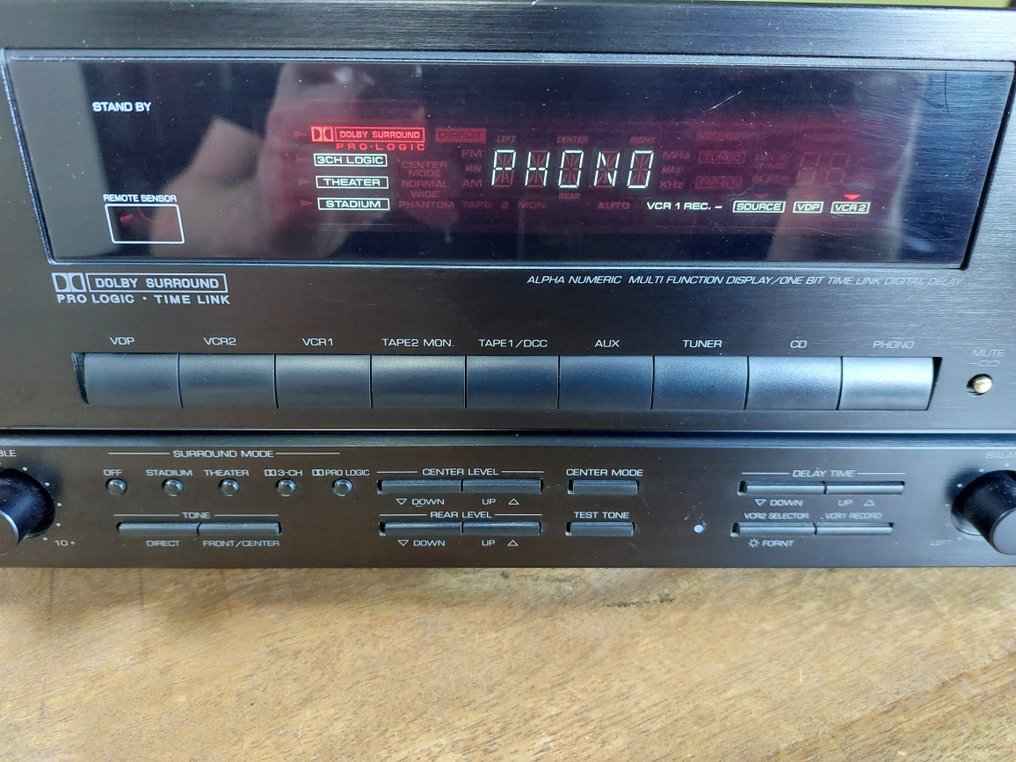 STAND BY
DOLBY SURROUND DIRECT LEFT CENTER RIGHT
PRO·LOGIC FM MHz
3CH LOGIC CENTER MIN MAX TURBO
THEATER MODE NORMAL AM KHz
WIDE REAR
STADIUM PHANTOM TAPE 2 MON. AUTO VCR 1 REC. – SOURCE VDP VCR 2
PHONO
REMOTE SENSOR
DOLBY SURROUND
PRO LOGIC · TIME LINK
ALPHA NUMERIC MULTI FUNCTION DISPLAY/ONE BIT TIME LINK DIGITAL DELAY
VDP VCR2 VCR1 TAPE2 MON. TAPE1/DCC AUX TUNER CD PHONO
MUTE
SURROUND MODE
OFF STADIUM THEATER 3-CH PRO LOGIC
CENTER LEVEL CENTER MODE DELAY TIME
▽ DOWN UP △ ▽ DOWN UP △
TONE REAR LEVEL TEST TONE VCR2 SELECTOR VCR1 RECORD
10 + DIRECT FRONT/CENTER ▽ DOWN UP △ FORNT LEFT